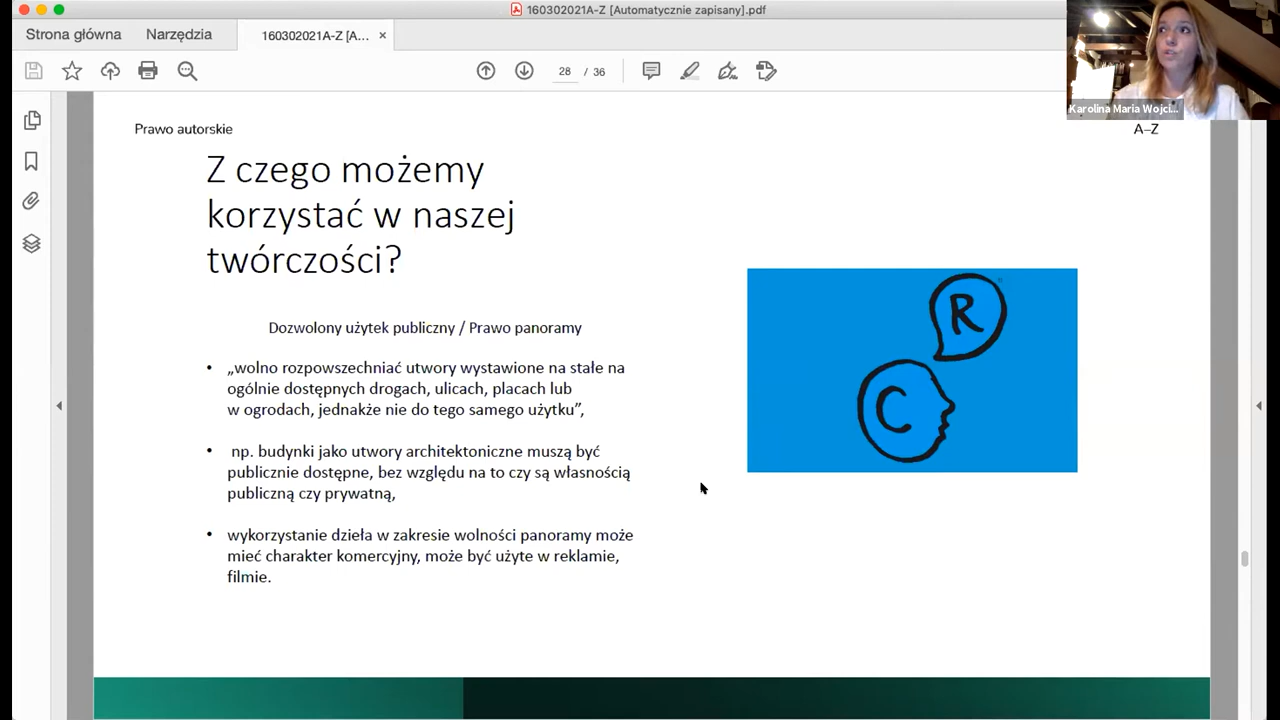 160302021A-Z [Automatycznie zapisany].pdf
Strona główna Narzędzia 160302021A-Z [A... ×
28 / 36
Karolina Maria Wojci...
Prawo autorskie
A–Z
Z czego możemy
korzystać w naszej
twórczości?
Dozwolony użytek publiczny / Prawo panoramy
• „wolno rozpowszechniać utwory wystawione na stałe na
ogólnie dostępnych drogach, ulicach, placach lub
w ogrodach, jednakże nie do tego samego użytku”,
• np. budynki jako utwory architektoniczne muszą być
publicznie dostępne, bez względu na to czy są własnością
publiczną czy prywatną,
• wykorzystanie dzieła w zakresie wolności panoramy może
mieć charakter komercyjny, może być użyte w reklamie,
filmie.
R
C